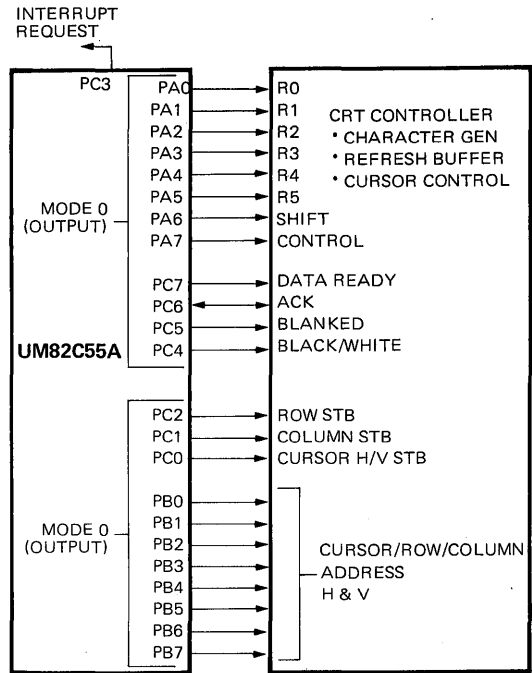 INTERRUPT
REQUEST
PC3
PA0
R0
PA1
R1
CRT CONTROLLER
PA2
R2
• CHARACTER GEN
PA3
R3
• REFRESH BUFFER
PA4
R4
• CURSOR CONTROL
PA5
R5
MODE 0
(OUTPUT)
PA6
SHIFT
PA7
CONTROL
PC7
DATA READY
PC6
ACK
PC5
BLANKED
UM82C55A
PC4
BLACK/WHITE
PC2
ROW STB
PC1
COLUMN STB
PC0
CURSOR H/V STB
PB0
PB1
MODE 0
(OUTPUT)
PB2
PB3
PB4
PB5
PB6
PB7
CURSOR/ROW/COLUMN
ADDRESS
H & V